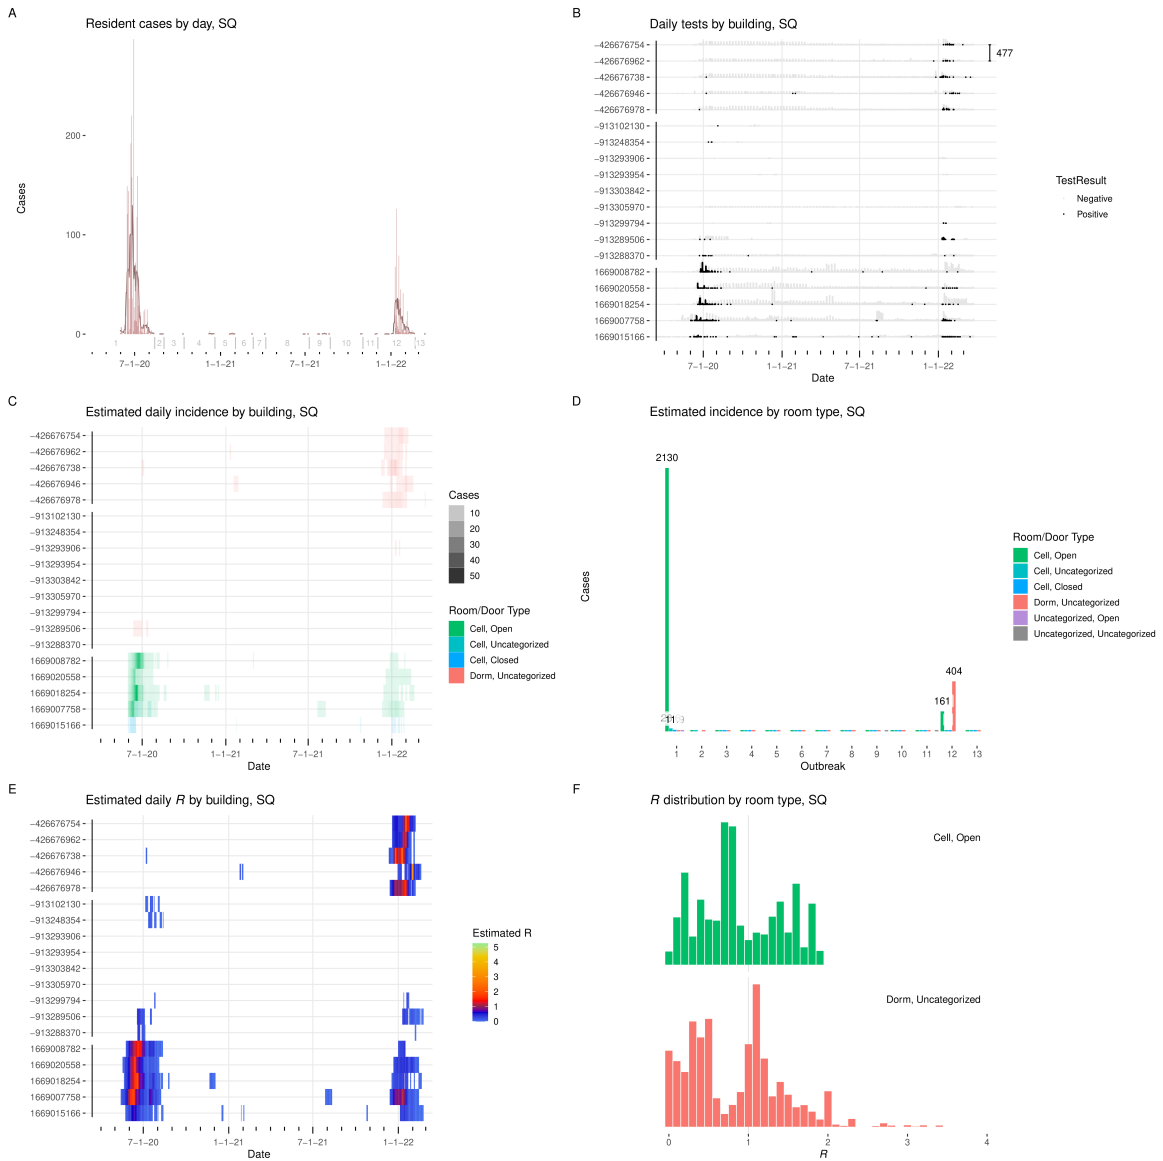 A
Resident cases by day, SQ
Cases
200
100
0
1 2 3 4 5 6 7 8 9 10 11 12 13
7−1−20 1−1−21 7−1−21 1−1−22
B
Daily tests by building, SQ
−426676754
−426676962
−426676738
−426676946
−426676978
−913102130
−913248354
−913293906
−913293954
−913303842
−913305970
−913299794
−913289506
−913288370
1669008782
1669020558
1669018254
1669007758
1669015166
477
7−1−20 1−1−21 7−1−21 1−1−22
Date
TestResult
Negative
Positive
C
Estimated daily incidence by building, SQ
−426676754
−426676962
−426676738
−426676946
−426676978
−913102130
−913248354
−913293906
−913293954
−913303842
−913305970
−913299794
−913289506
−913288370
1669008782
1669020558
1669018254
1669007758
1669015166
7−1−20 1−1−21 7−1−21 1−1−22
Date
Cases
10
20
30
40
50
Room/Door Type
Cell, Open
Cell, Uncategorized
Cell, Closed
Dorm, Uncategorized
D
Estimated incidence by room type, SQ
Cases
2130
11
161
404
1 2 3 4 5 6 7 8 9 10 11 12 13
Outbreak
Room/Door Type
Cell, Open
Cell, Uncategorized
Cell, Closed
Dorm, Uncategorized
Uncategorized, Open
Uncategorized, Uncategorized
E
Estimated daily R by building, SQ
−426676754
−426676962
−426676738
−426676946
−426676978
−913102130
−913248354
−913293906
−913293954
−913303842
−913305970
−913299794
−913289506
−913288370
1669008782
1669020558
1669018254
1669007758
1669015166
7−1−20 1−1−21 7−1−21 1−1−22
Date
Estimated R
5
4
3
2
1
0
F
R distribution by room type, SQ
Cell, Open
Dorm, Uncategorized
0 1 2 3 4
R